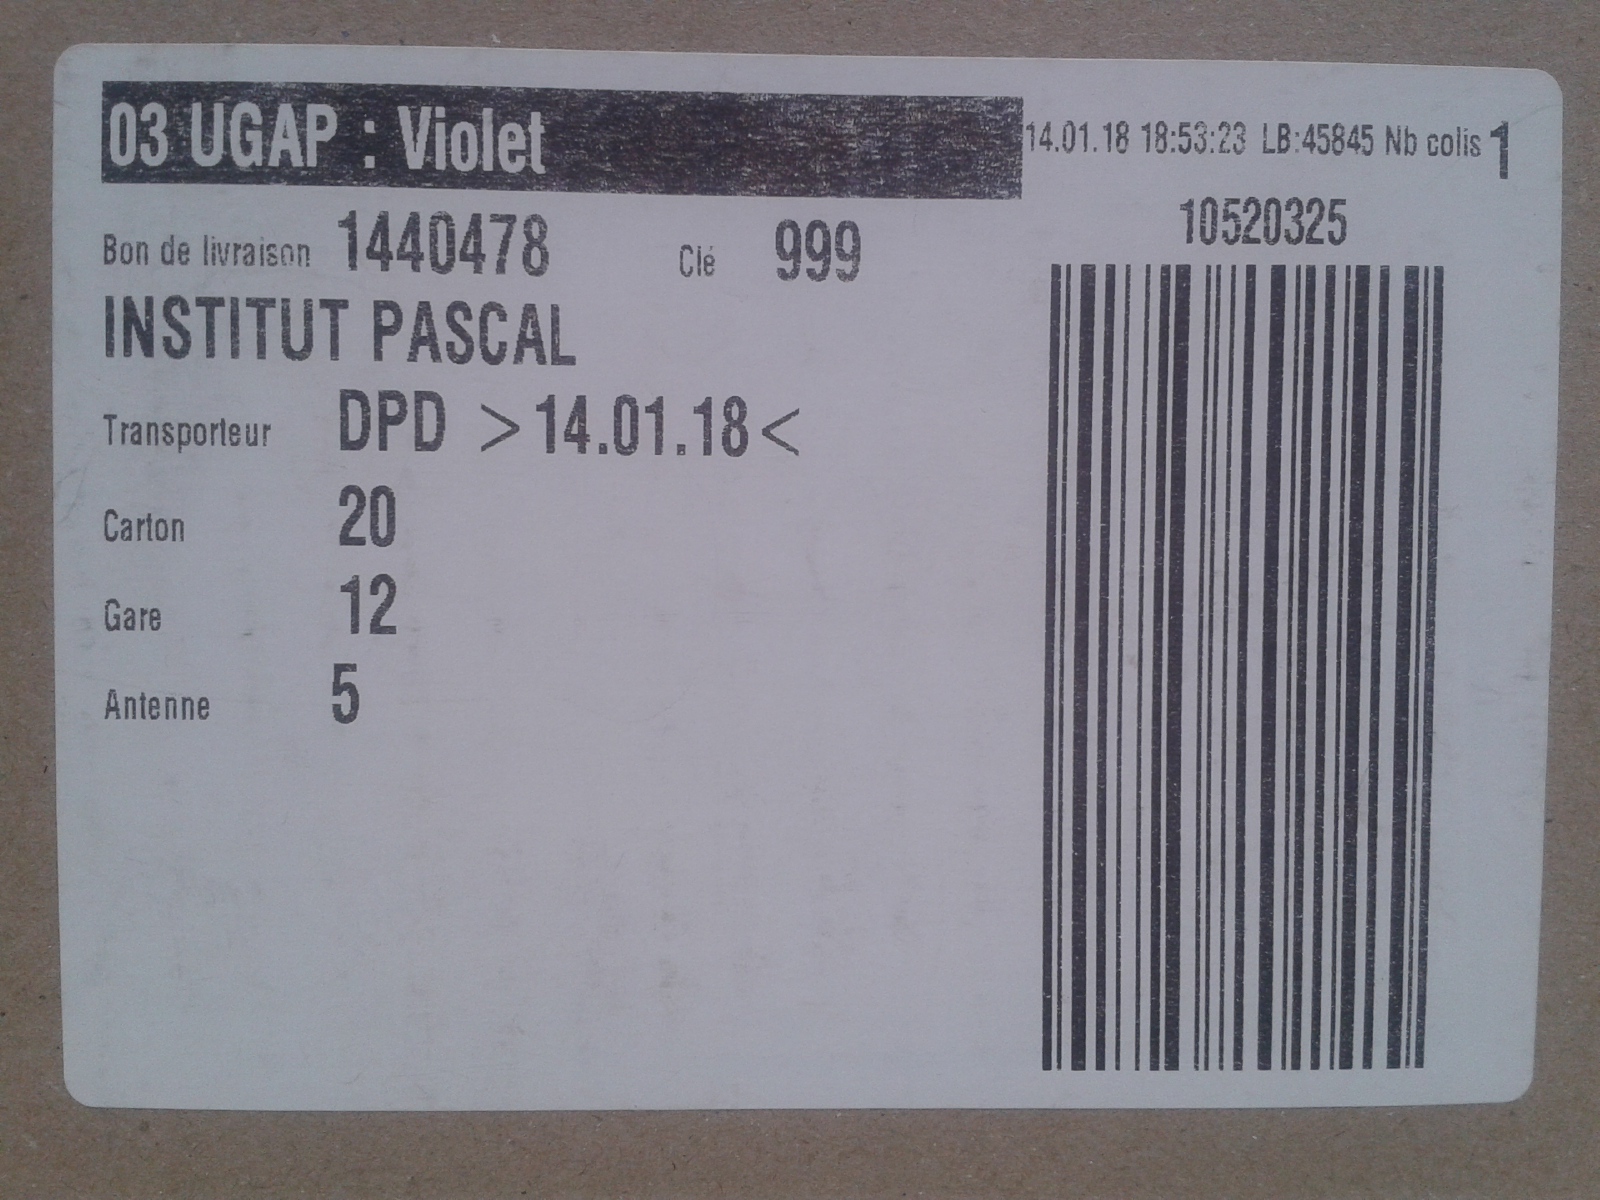 03 UGAP : Violet
14.01.18 18:53:23 LB:45845 Nb colis 1
10520325
Bon de livraison 1440478 Clé 999
INSTITUT PASCAL
Transporteur DPD >14.01.18<
Carton 20
Gare 12
Antenne 5